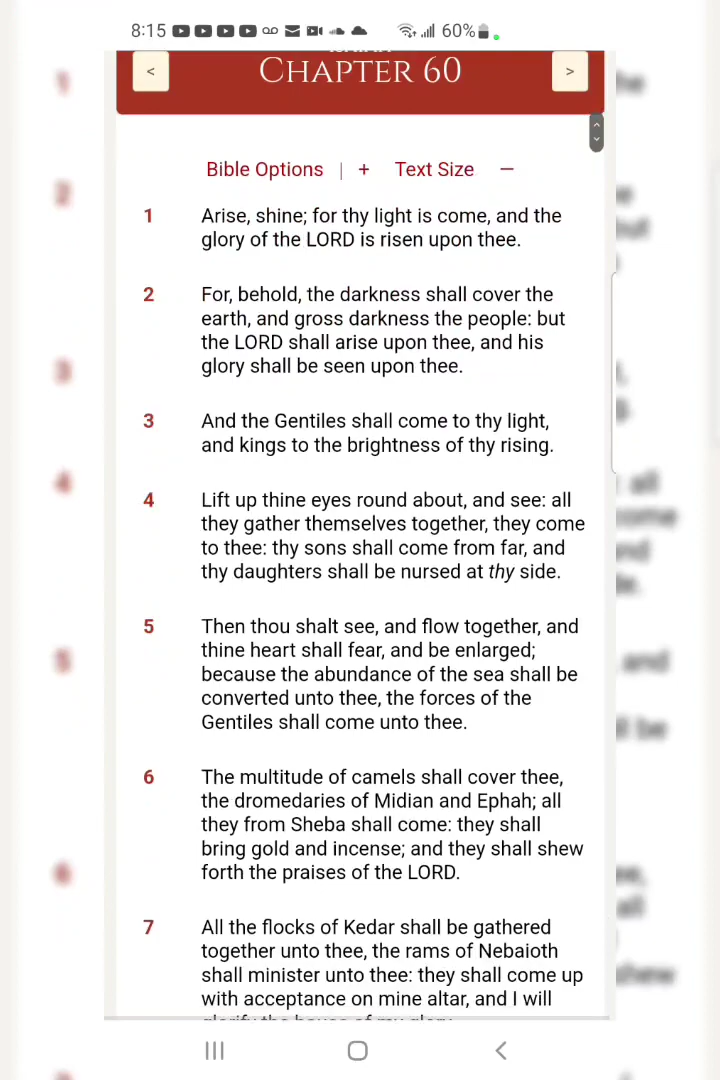 8:15 60%
< CHAPTER 60 >
Bible Options | + Text Size –
1 Arise, shine; for thy light is come, and the
glory of the LORD is risen upon thee.
2 For, behold, the darkness shall cover the
earth, and gross darkness the people: but
the LORD shall arise upon thee, and his
glory shall be seen upon thee.
3 And the Gentiles shall come to thy light,
and kings to the brightness of thy rising.
4 Lift up thine eyes round about, and see: all
they gather themselves together, they come
to thee: thy sons shall come from far, and
thy daughters shall be nursed at thy side.
5 Then thou shalt see, and flow together, and
thine heart shall fear, and be enlarged;
because the abundance of the sea shall be
converted unto thee, the forces of the
Gentiles shall come unto thee.
6 The multitude of camels shall cover thee,
the dromedaries of Midian and Ephah; all
they from Sheba shall come: they shall
bring gold and incense; and they shall shew
forth the praises of the LORD.
7 All the flocks of Kedar shall be gathered
together unto thee, the rams of Nebaioth
shall minister unto thee: they shall come up
with acceptance on mine altar, and I will